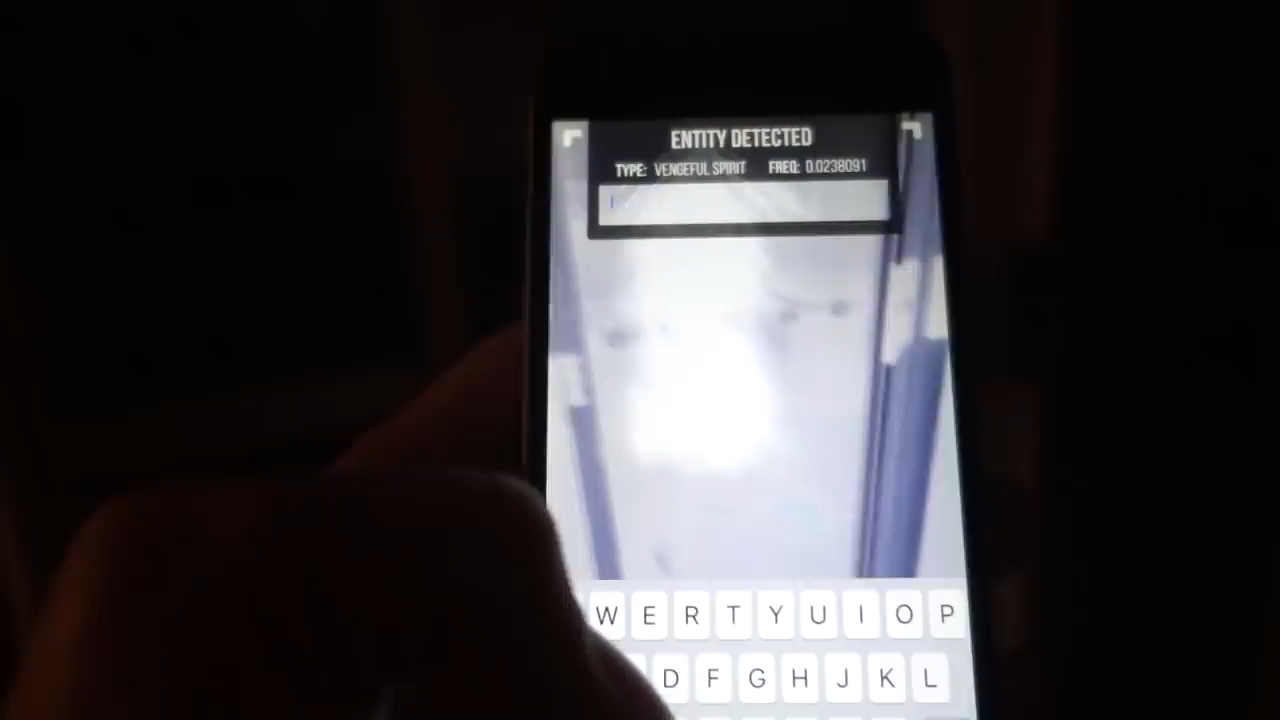 ENTITY DETECTED
TYPE: VENGEFUL SPIRIT FREQ: 0.0238091
W E R T Y U I O P
D F G H J K L